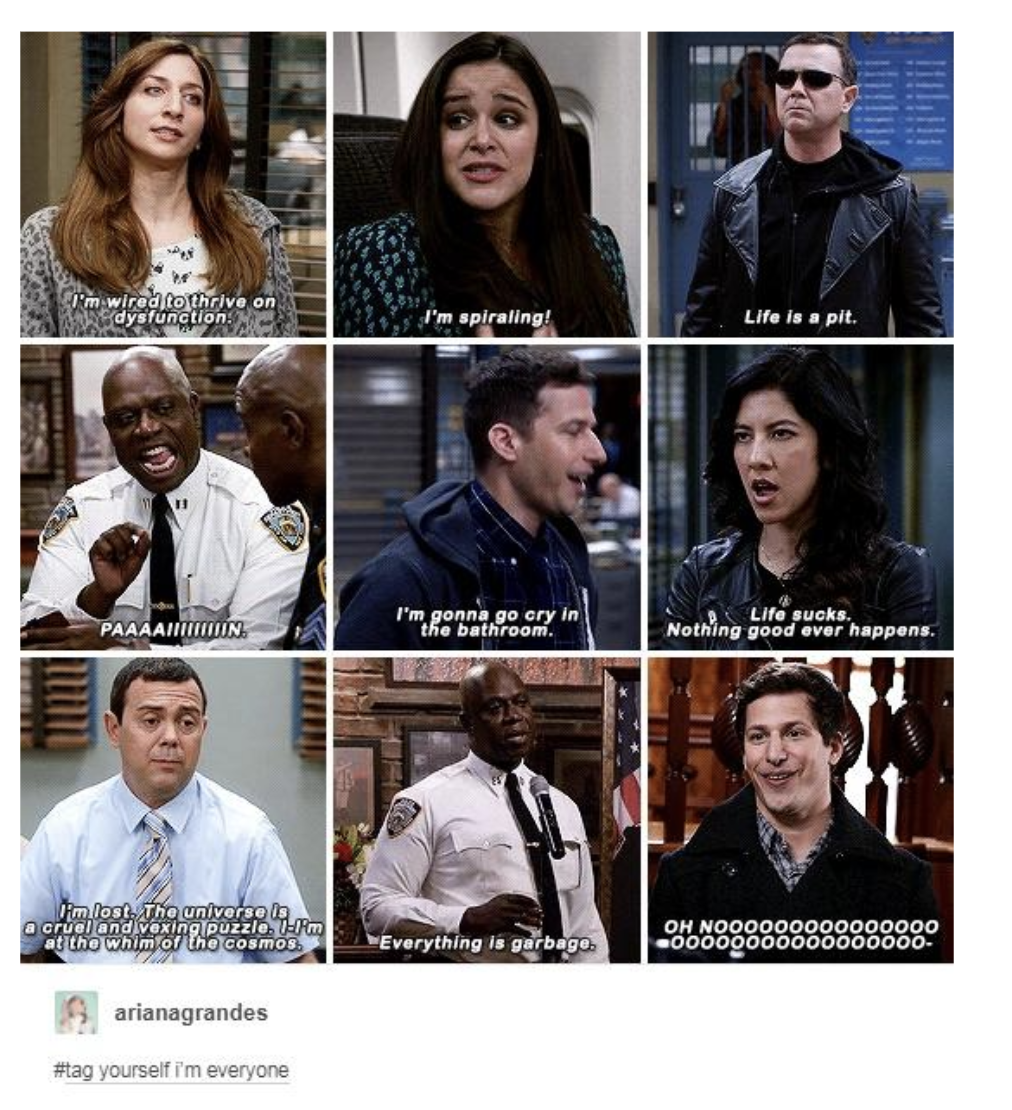 I'm wired to thrive on
dysfunction.
I'm spiraling!
Life is a pit.
PAAAAIIIIIIIIIN.
I'm gonna go cry in
the bathroom.
Life sucks.
Nothing good ever happens.
I'm lost. The universe is
a cruel and vexing puzzle. I-I'm
at the whim of the cosmos.
Everything is garbage.
OH NOOOOOOOOOOOOOOO
-OOOOOOOOOOOOOOOOO-
arianagrandes
#tag yourself i'm everyone